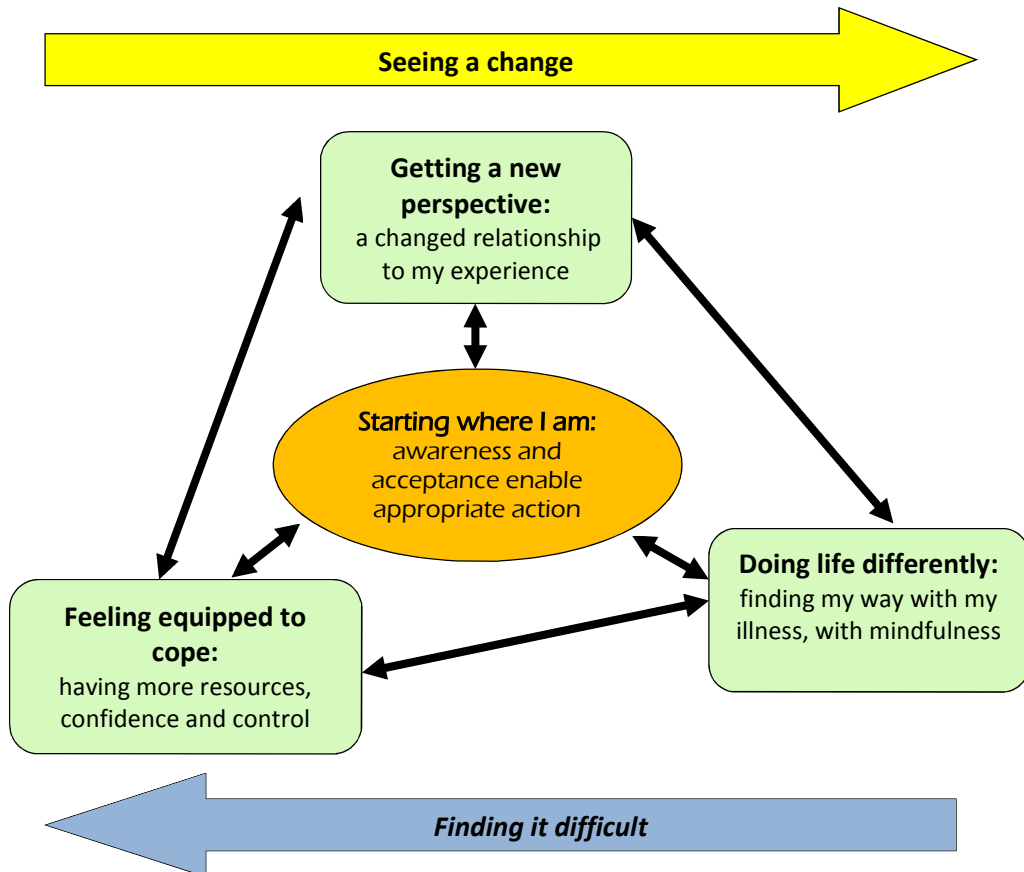 Seeing a change
Getting a new
perspective:
a changed relationship
to my experience
Starting where I am:
awareness and
acceptance enable
appropriate action
Doing life differently:
finding my way with my
illness, with mindfulness
Feeling equipped to
cope:
having more resources,
confidence and control
Finding it difficult